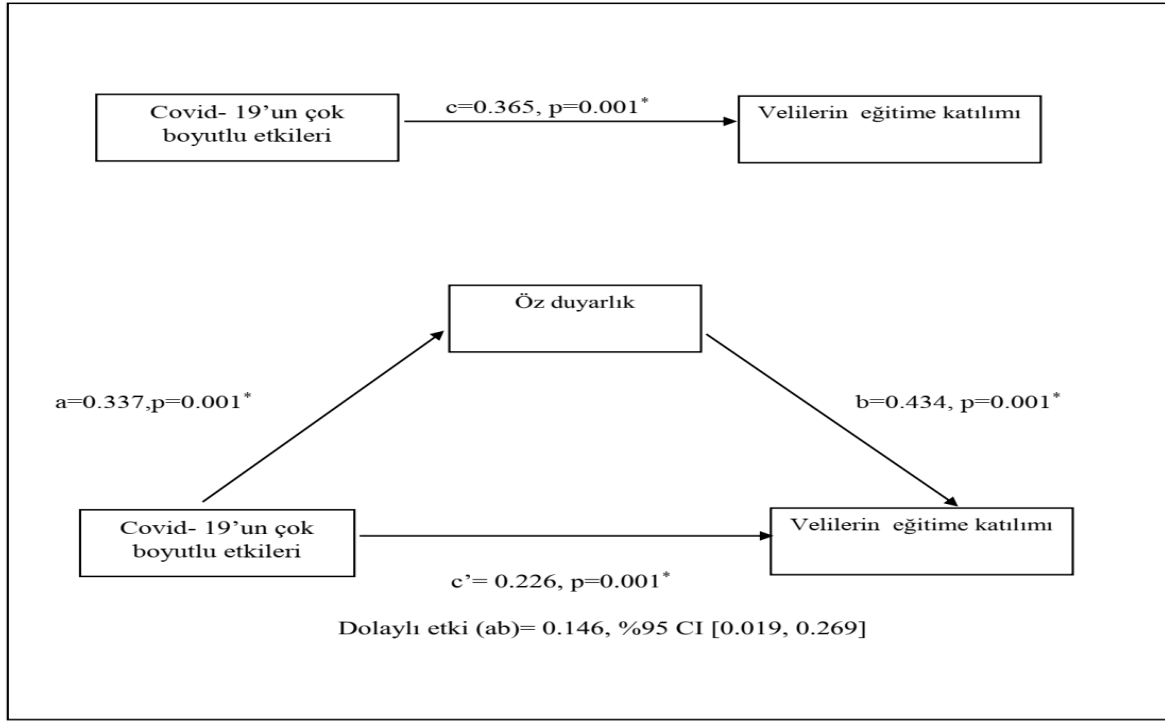 Covid- 19’un çok
boyutlu etkileri
c=0.365, p=0.001*
Velilerin eğitime katılımı
Öz duyarlık
a=0.337,p=0.001*
b=0.434, p=0.001*
Covid- 19’un çok
boyutlu etkileri
Velilerin eğitime katılımı
c’= 0.226, p=0.001*
Dolaylı etki (ab)= 0.146, %95 CI [0.019, 0.269]